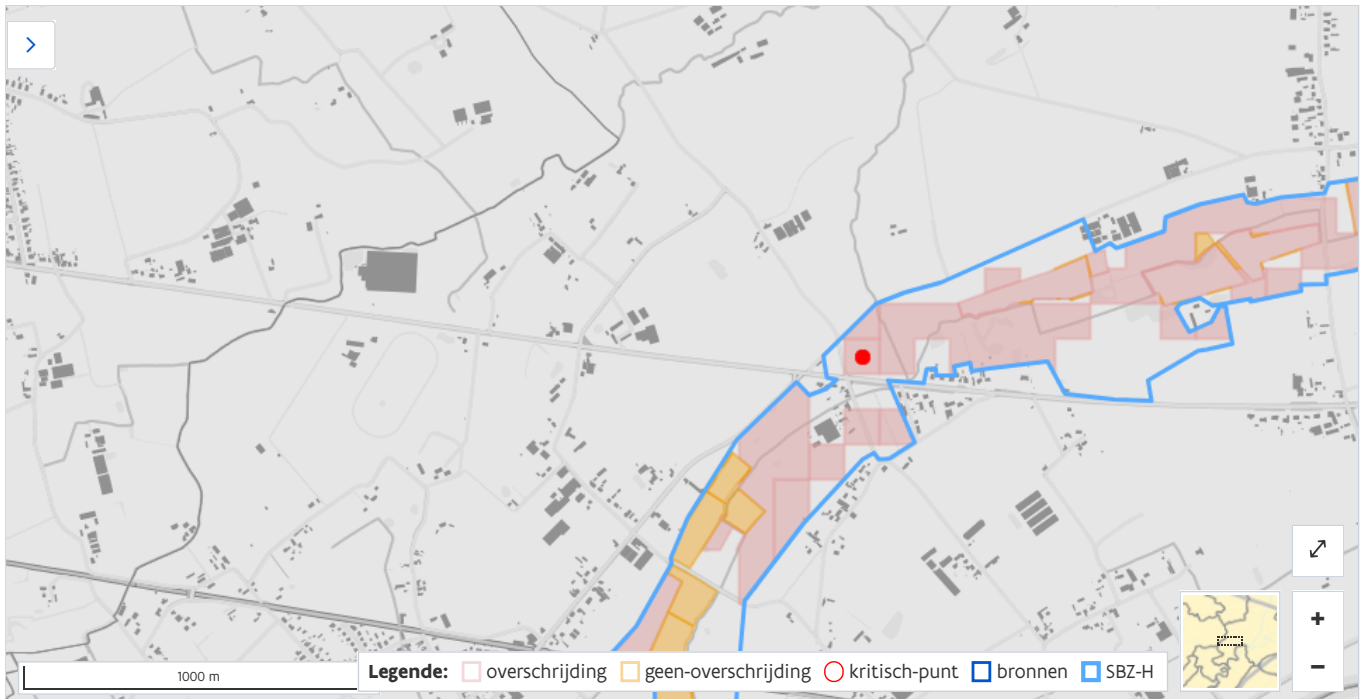 1000 m
Legende: overschrijding geen-overschrijding kritisch-punt bronnen SBZ-H
+
−